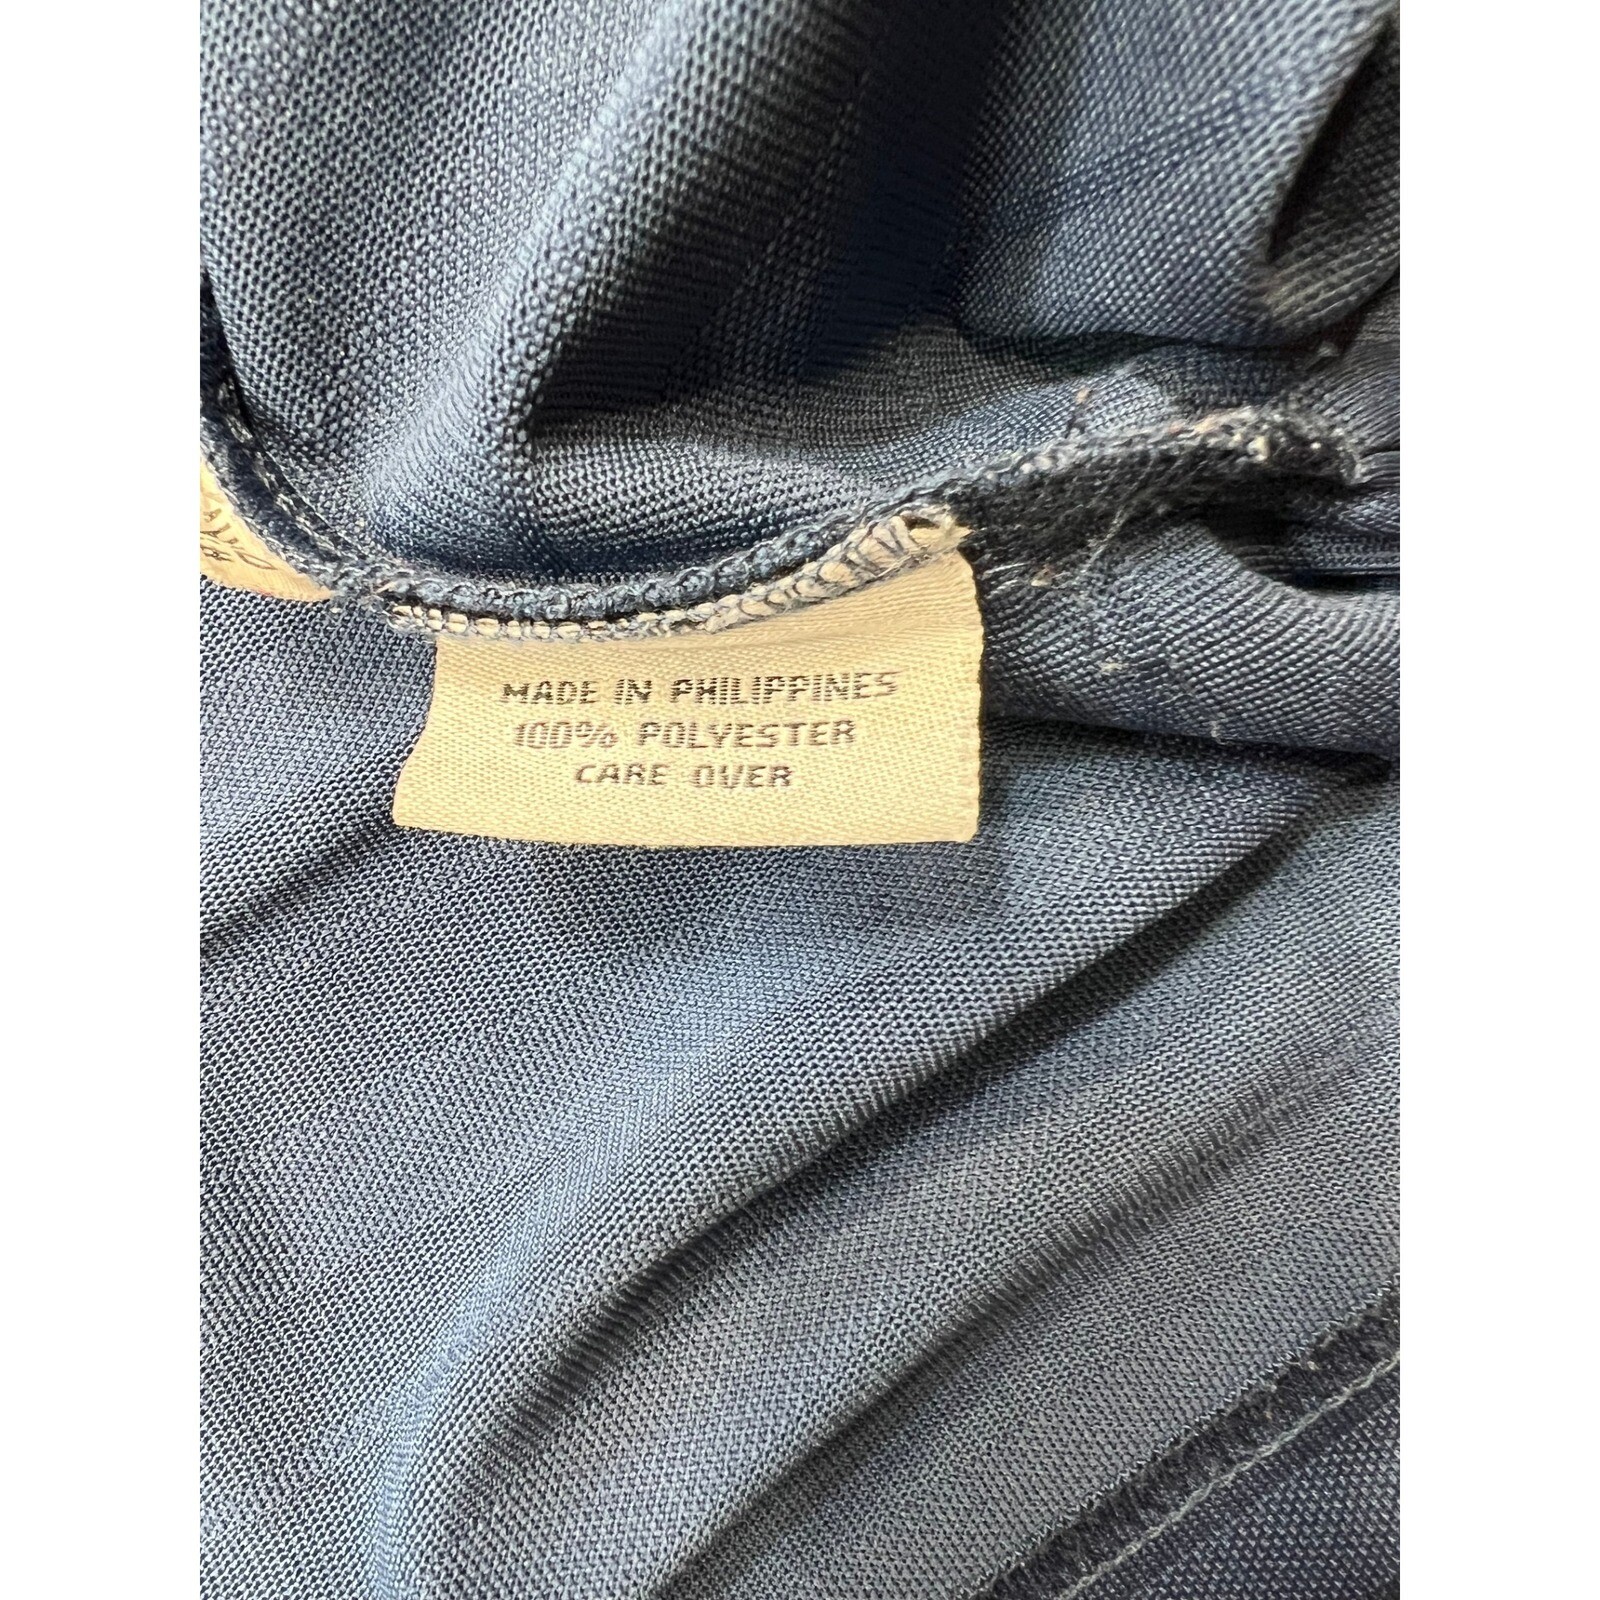 MADE IN PHILIPPINES
100% POLYESTER
CARE OVER